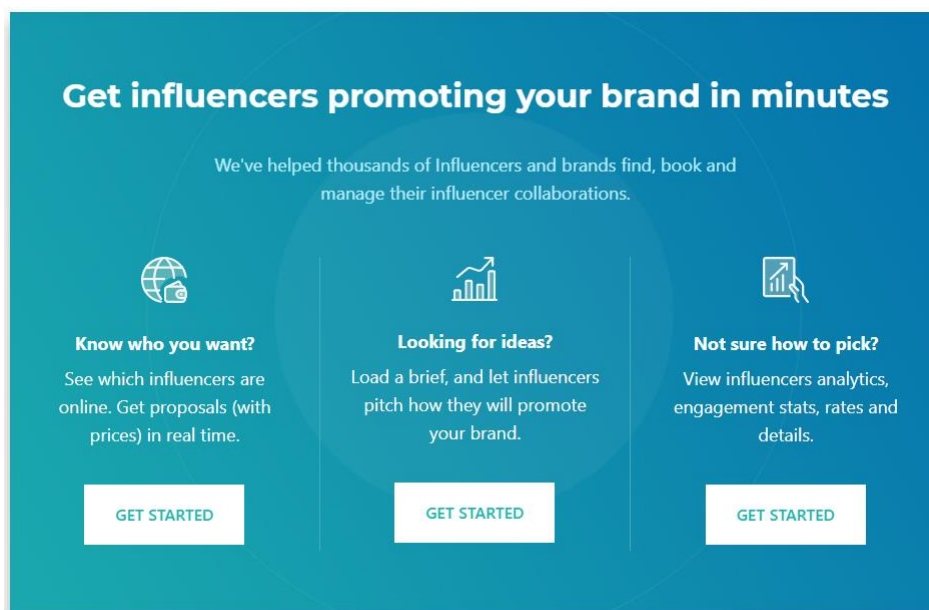 Get influencers promoting your brand in minutes
We've helped thousands of Influencers and brands find, book and
manage their influencer collaborations.
Know who you want?
See which influencers are
online. Get proposals (with
prices) in real time.
GET STARTED
Looking for ideas?
Load a brief, and let influencers
pitch how they will promote
your brand.
GET STARTED
Not sure how to pick?
View influencers analytics,
engagement stats, rates and
details.
GET STARTED